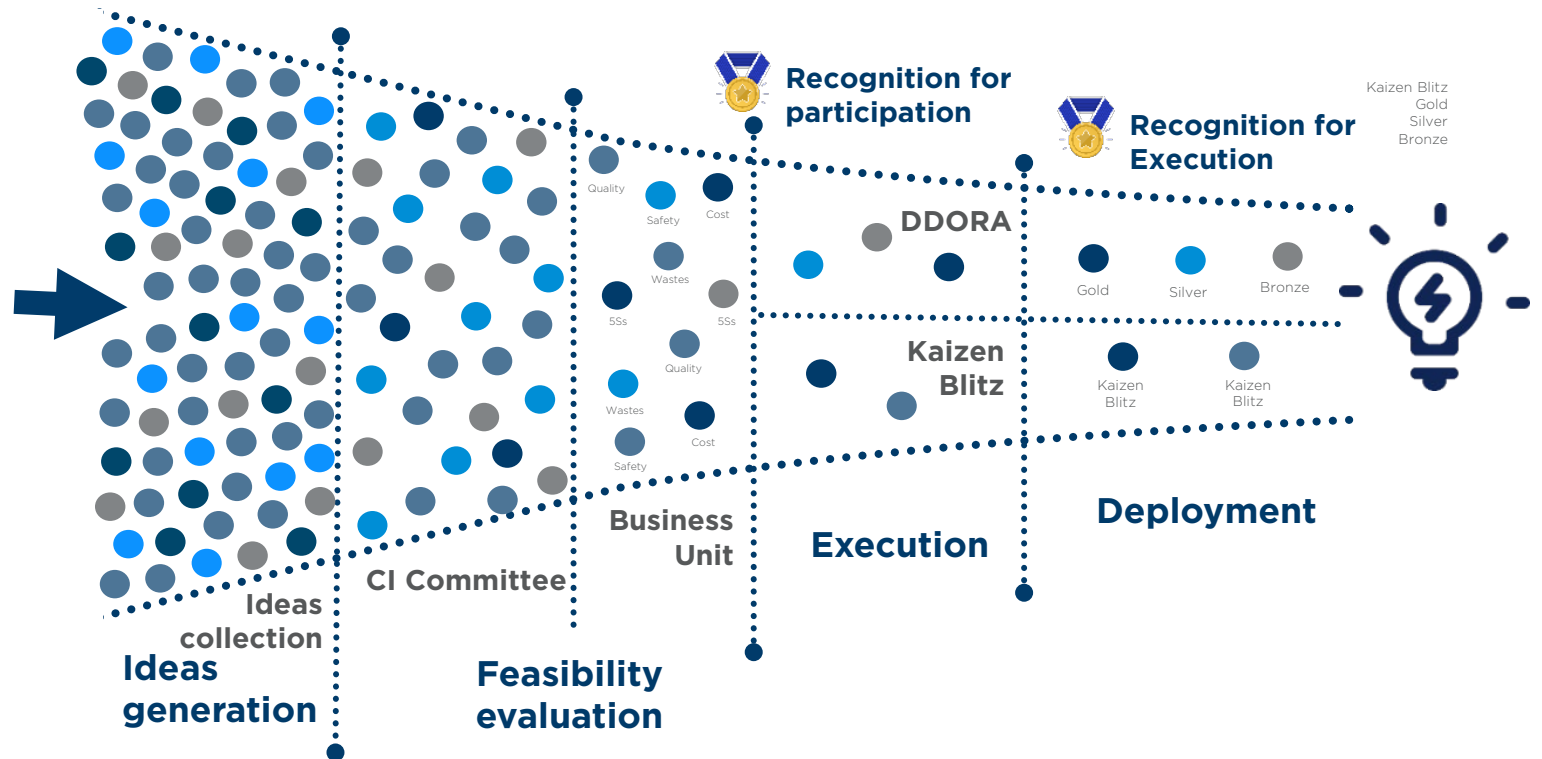 Recognition for
participation
Recognition for
Execution
Kaizen Blitz
Gold
Silver
Bronze
Quality
Safety
Cost
Wastes
5Ss
5Ss
Quality
Wastes
Cost
Safety
DDORA
Gold
Silver
Bronze
Kaizen
Blitz
Kaizen
Blitz
Kaizen
Blitz
Business
Unit
CI Committee
Ideas
collection
Ideas
generation
Feasibility
evaluation
Execution
Deployment